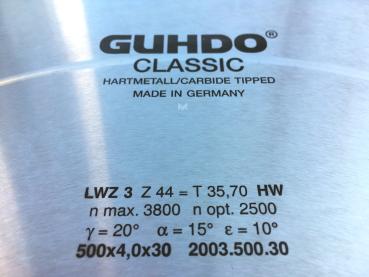 GUHDO®
CLASSIC
HARTMETALL/CARBIDE TIPPED
MADE IN GERMANY
M
LWZ 3 Z 44 = T 35,70 HW
n max. 3800 n opt. 2500
γ = 20° α = 15° ε = 10°
500x4,0x30 2003.500.30